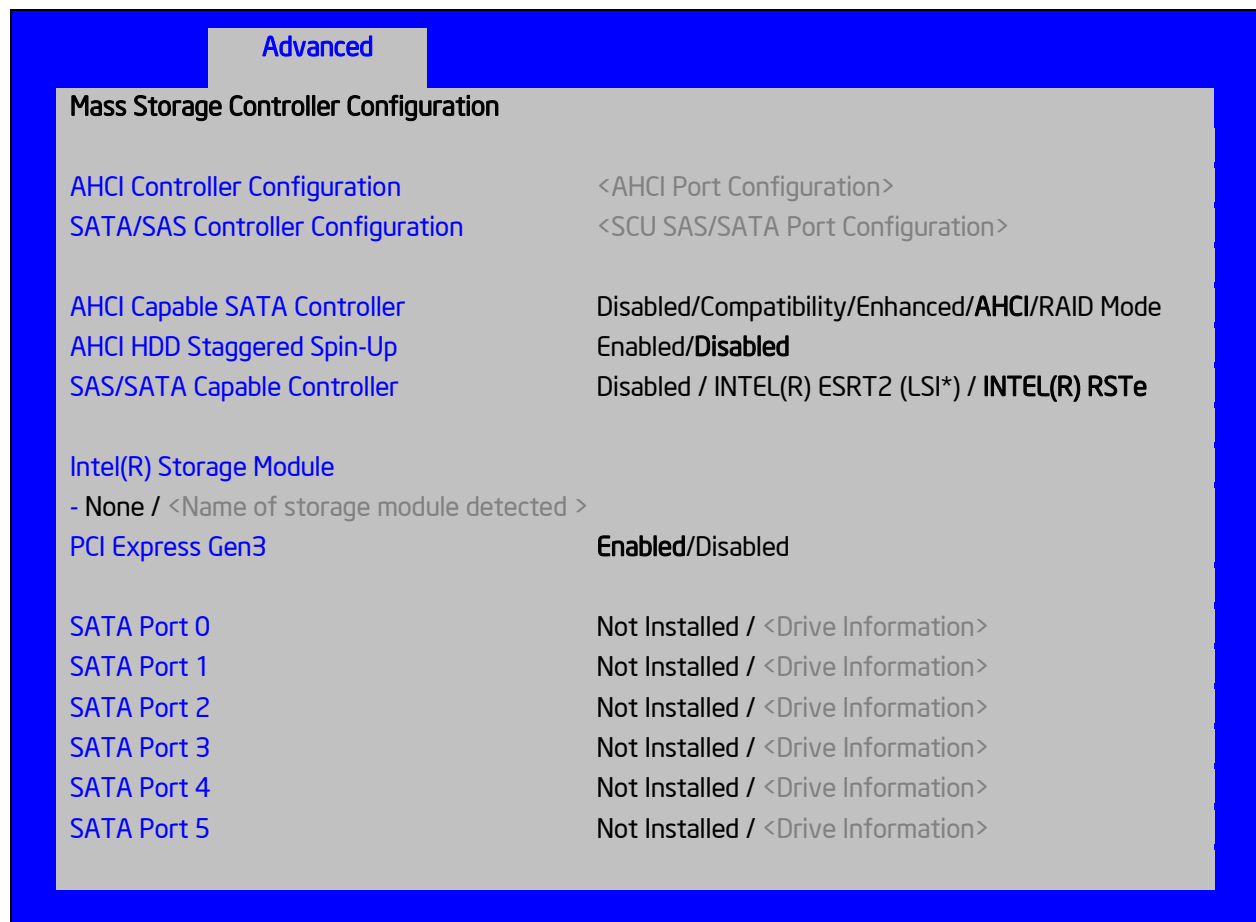 Advanced
Mass Storage Controller Configuration
AHCI Controller Configuration <AHCI Port Configuration>
SATA/SAS Controller Configuration <SCU SAS/SATA Port Configuration>
AHCI Capable SATA Controller Disabled/Compatibility/Enhanced/AHCI/RAID Mode
AHCI HDD Staggered Spin-Up Enabled/Disabled
SAS/SATA Capable Controller Disabled / INTEL(R) ESRT2 (LSI*) / INTEL(R) RSTe
Intel(R) Storage Module
- None / <Name of storage module detected >
PCI Express Gen3 Enabled/Disabled
SATA Port 0 Not Installed / <Drive Information>
SATA Port 1 Not Installed / <Drive Information>
SATA Port 2 Not Installed / <Drive Information>
SATA Port 3 Not Installed / <Drive Information>
SATA Port 4 Not Installed / <Drive Information>
SATA Port 5 Not Installed / <Drive Information>